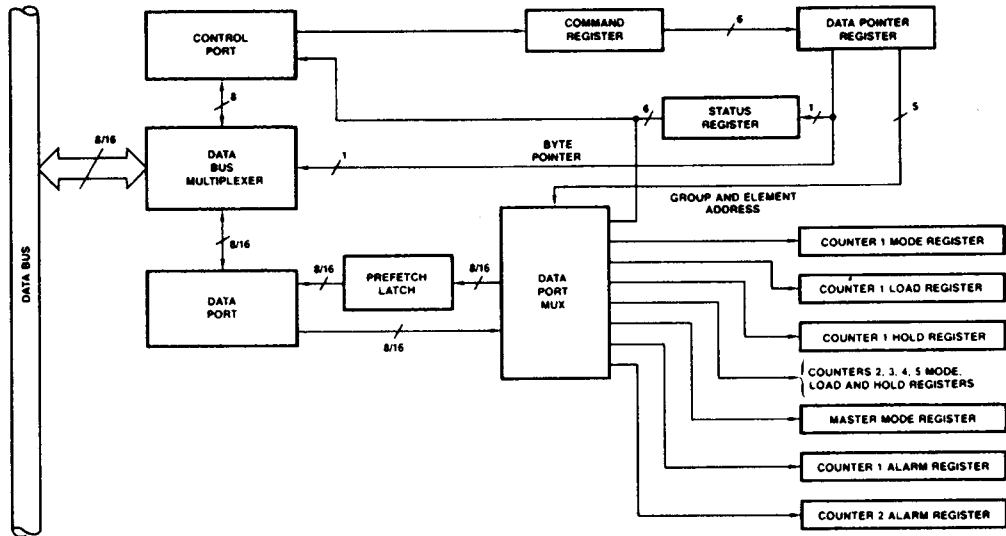 CONTROL
PORT
COMMAND
REGISTER
6
DATA POINTER
REGISTER
8
6
STATUS
REGISTER
1
5
8/16
DATA
BUS
MULTIPLEXER
1
BYTE
POINTER
GROUP AND ELEMENT
ADDRESS
DATA BUS
8/16
DATA
PORT
8/16
PREFETCH
LATCH
8/16
8/16
DATA
PORT
MUX
COUNTER 1 MODE REGISTER
COUNTER 1 LOAD REGISTER
COUNTER 1 HOLD REGISTER
COUNTERS 2, 3, 4, 5 MODE,
LOAD AND HOLD REGISTERS
MASTER MODE REGISTER
COUNTER 1 ALARM REGISTER
COUNTER 2 ALARM REGISTER